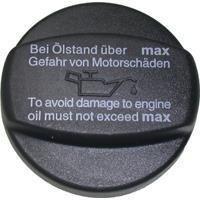 Bei Ölstand über max
Gefahr von Motorschäden
To avoid damage to engine
oil must not exceed max